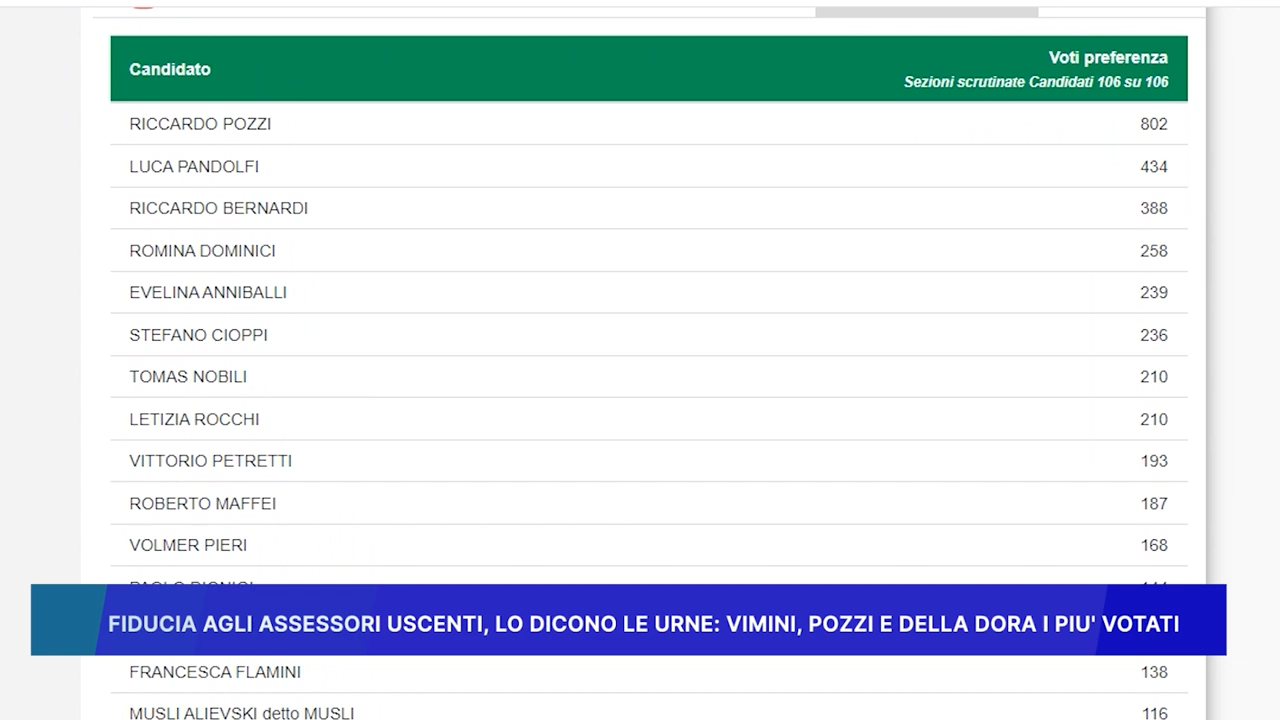 Candidato
Voti preferenza
Sezioni scrutinate Candidati 106 su 106
RICCARDO POZZI 802
LUCA PANDOLFI 434
RICCARDO BERNARDI 388
ROMINA DOMINICI 258
EVELINA ANNIBALLI 239
STEFANO CIOPPI 236
TOMAS NOBILI 210
LETIZIA ROCCHI 210
VITTORIO PETRETTI 193
ROBERTO MAFFEI 187
VOLMER PIERI 168
FIDUCIA AGLI ASSESSORI USCENTI, LO DICONO LE URNE: VIMINI, POZZI E DELLA DORA I PIU' VOTATI
FRANCESCA FLAMINI 138
MUSLI ALIEVSKI detto MUSLI 116